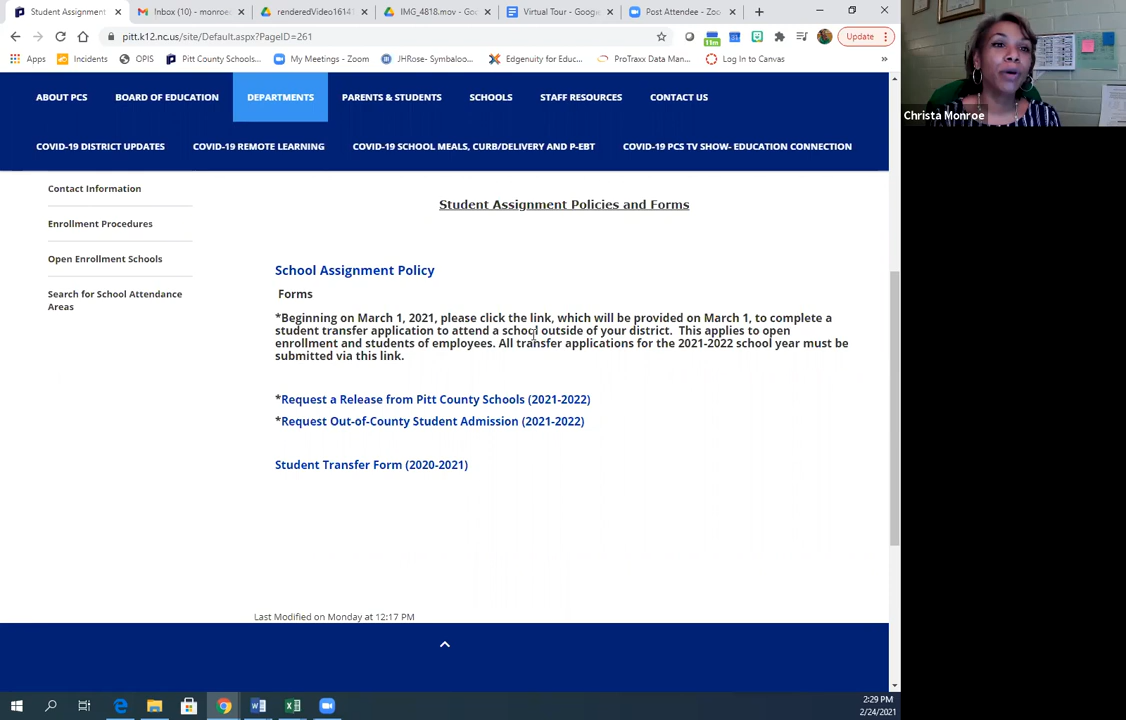 Student Assignment
Inbox (10) - monroe
renderedVideo1614
IMG_4818.mov - Goo
Virtual Tour - Google
Post Attendee - Zoo
pitt.k12.nc.us/site/Default.aspx?PageID=261
11m
Update
Apps
Incidents
OPIS
Pitt County Schools...
My Meetings - Zoom
JHRose- Symbaloo...
Edgenuity for Educ...
ProTraxx Data Man...
Log In to Canvas
»
Christa Monroe
ABOUT PCS
BOARD OF EDUCATION
DEPARTMENTS
PARENTS & STUDENTS
SCHOOLS
STAFF RESOURCES
CONTACT US
COVID-19 DISTRICT UPDATES
COVID-19 REMOTE LEARNING
COVID-19 SCHOOL MEALS, CURB/DELIVERY AND P-EBT
COVID-19 PCS TV SHOW- EDUCATION CONNECTION
Contact Information
Enrollment Procedures
Open Enrollment Schools
Search for School Attendance
Areas
Student Assignment Policies and Forms
School Assignment Policy
Forms
*Beginning on March 1, 2021, please click the link, which will be provided on March 1, to complete a
student transfer application to attend a school outside of your district.  This applies to open
enrollment and students of employees. All transfer applications for the 2021-2022 school year must be
submitted via this link.
*Request a Release from Pitt County Schools (2021-2022)
*Request Out-of-County Student Admission (2021-2022)
Student Transfer Form (2020-2021)
Last Modified on Monday at 12:17 PM
2:29 PM
2/24/2021